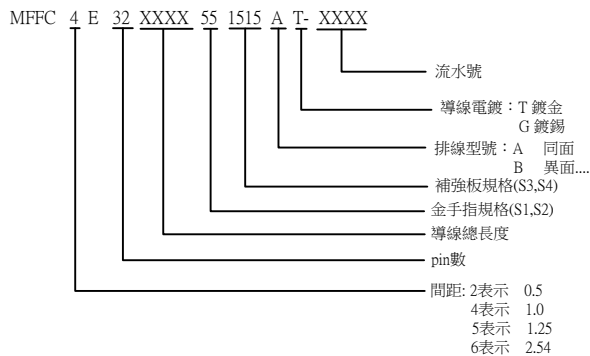 MFFC 4 E 32 XXXX 55 1515 A T- XXXX
流水號
導線電鍍：T 鍍金
G 鍍錫
排線型號：A 同面
B 異面....
補強板規格(S3,S4)
金手指規格(S1,S2)
導線總長度
pin數
間距: 2表示 0.5
4表示 1.0
5表示 1.25
6表示 2.54